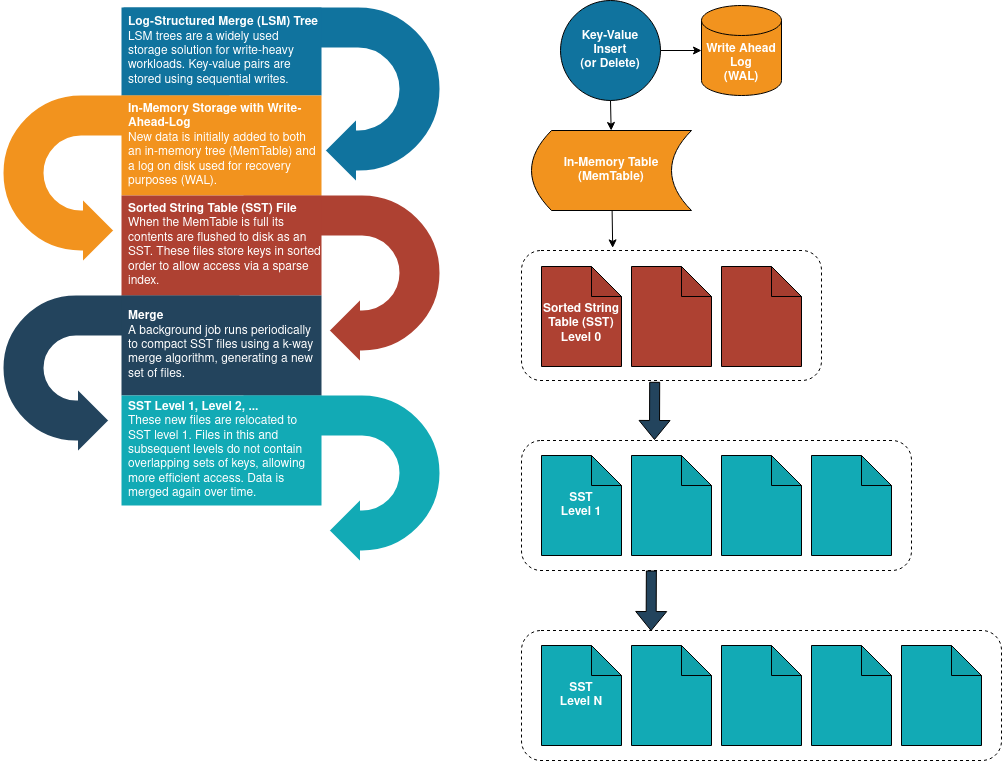 Log-Structured Merge (LSM) Tree
LSM trees are a widely used
storage solution for write-heavy
workloads. Key-value pairs are
stored using sequential writes.
In-Memory Storage with Write-
Ahead-Log
New data is initially added to both
an in-memory tree (MemTable) and
a log on disk used for recovery
purposes (WAL).
Sorted String Table (SST) File
When the MemTable is full its
contents are flushed to disk as an
SST. These files store keys in sorted
order to allow access via a sparse
index.
Merge
A background job runs periodically
to compact SST files using a k-way
merge algorithm, generating a new
set of files.
SST Level 1, Level 2, ...
These new files are relocated to
SST level 1. Files in this and
subsequent levels do not contain
overlapping sets of keys, allowing
more efficient access. Data is
merged again over time.
Key-Value
Insert
(or Delete)
Write Ahead
Log
(WAL)
In-Memory Table
(MemTable)
Sorted String
Table (SST)
Level 0
SST
Level 1
SST
Level N